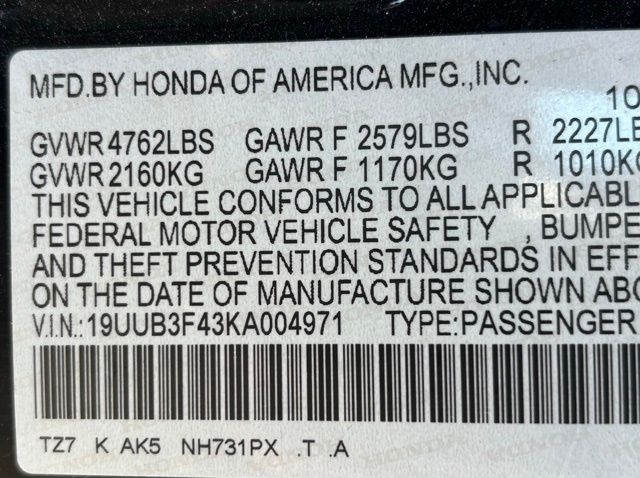 MFD.BY HONDA OF AMERICA MFG.,INC.
10
GVWR 4762LBS GAWR F 2579LBS R 2227LB
GVWR 2160KG GAWR F 1170KG R 1010KG
THIS VEHICLE CONFORMS TO ALL APPLICABL
FEDERAL MOTOR VEHICLE SAFETY , BUMPE
AND THEFT PREVENTION STANDARDS IN EFF
ON THE DATE OF MANUFACTURE SHOWN ABO
V.I.N.:19UUB3F43KA004971 TYPE:PASSENGER
TZ7 K AK5 NH731PX .T .A